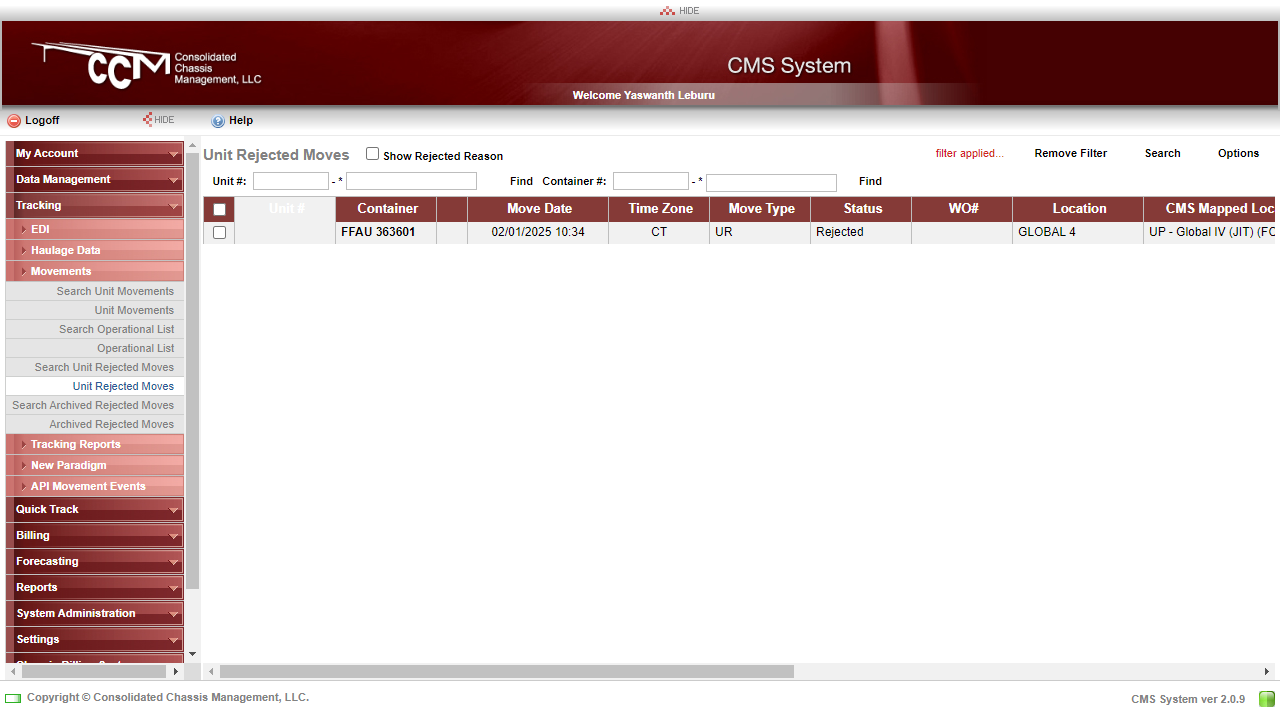 HIDE
CCM Consolidated Chassis Management, LLC
CMS System
Welcome Yaswanth Leburu
Logoff HIDE Help
My Account
Data Management
Tracking
EDI
Haulage Data
Movements
Search Unit Movements
Unit Movements
Search Operational List
Operational List
Search Unit Rejected Moves
Unit Rejected Moves
Search Archived Rejected Moves
Archived Rejected Moves
Tracking Reports
New Paradigm
API Movement Events
Quick Track
Billing
Forecasting
Reports
System Administration
Settings
Unit Rejected Moves Show Rejected Reason filter applied... Remove Filter Search Options
Unit #: - * Find Container #: - * Find
Unit # Container Move Date Time Zone Move Type Status WO# Location CMS Mapped Loc
FFAU 363601 02/01/2025 10:34 CT UR Rejected GLOBAL 4 UP - Global IV (JIT) (FC
Copyright © Consolidated Chassis Management, LLC. CMS System ver 2.0.9